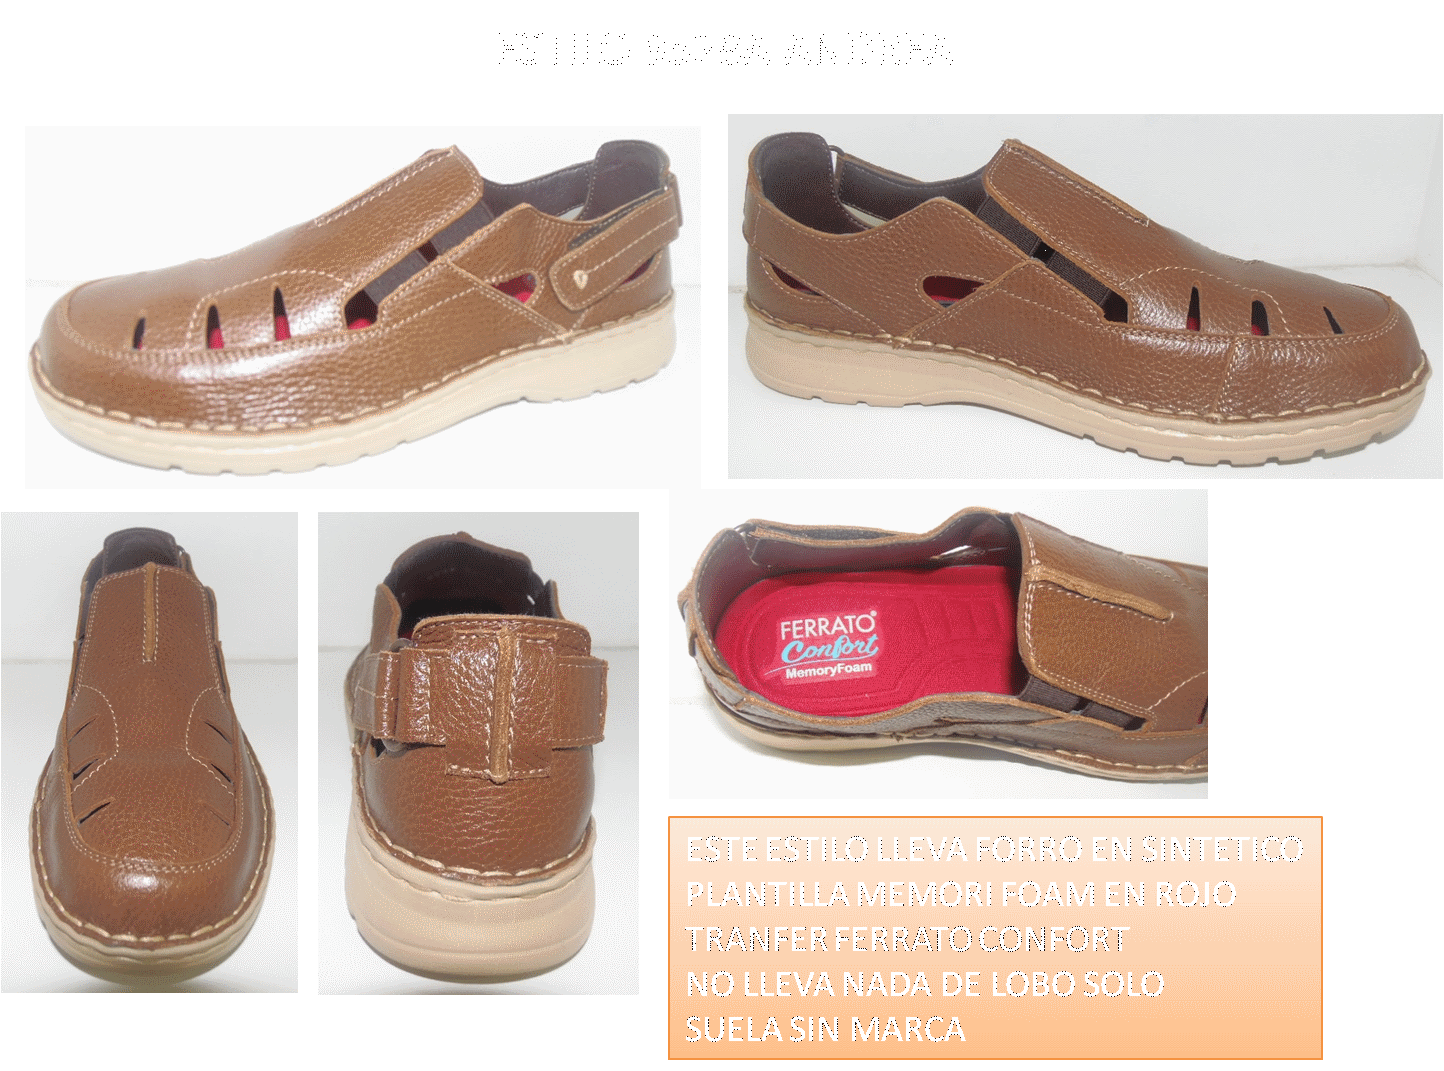 ESTILO
FERRATO®
Confort
MemoryFoam
ESTE ESTILO LLEVA FORRO EN SINTETICO
PLANTILLA MEMORI FOAM EN ROJO
TRANFER FERRATO CONFORT
NO LLEVA NADA DE LOBO SOLO
SUELA SIN MARCA